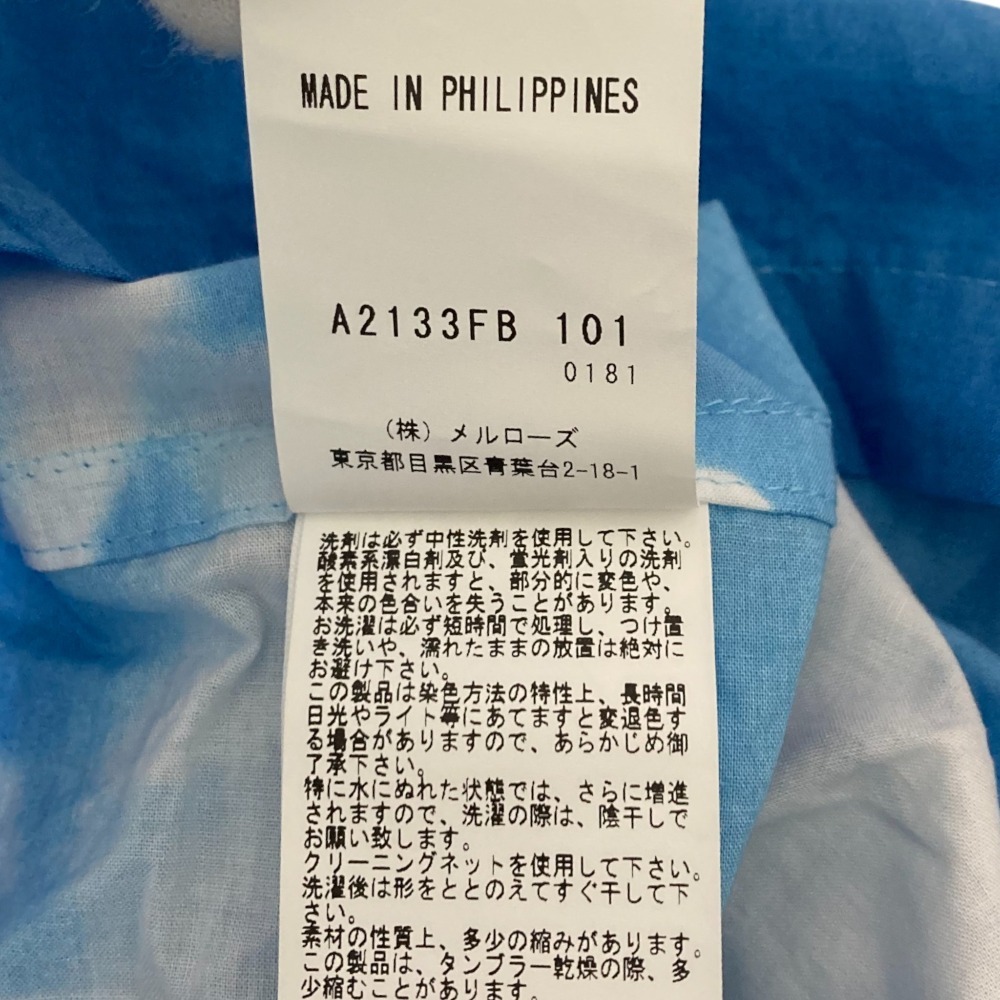 MADE IN PHILIPPINES
A2133FB 101
0181
(株) メルローズ
東京都目黒区青葉台2-18-1
洗剤は必ず中性洗剤を使用して下さい。
酸素系漂白剤及び、蛍光剤入りの洗剤
を使用されますと、部分的に変色や、
本来の色合いを失うことがあります。
お洗濯は必ず短時間で処理し、つけ置
き洗いや、濡れたままの放置は絶対に
お避け下さい。
この製品は染色方法の特性上、長時間
日光やライト等にあてますと変退色す
る場合がありますので、あらかじめ御
了承下さい。
特に水にぬれた状態では、さらに増進
されますので、洗濯の際は、陰干しで
お願い致します。
クリーニングネットを使用して下さい。
洗濯後は形をととのえてすぐ干して下
さい。
素材の性質上、多少の縮みがあります。
この製品は、タンブラー乾燥の際、多
少縮むことがあります。